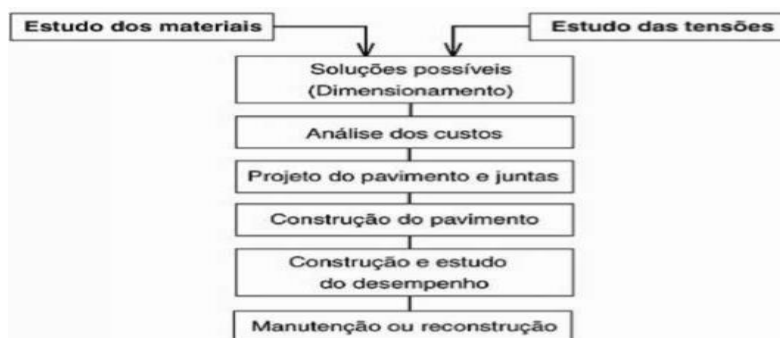 Estudo dos materiais
Estudo das tensões
Soluções possíveis
(Dimensionamento)
Análise dos custos
Projeto do pavimento e juntas
Construção do pavimento
Construção e estudo
do desempenho
Manutenção ou reconstrução